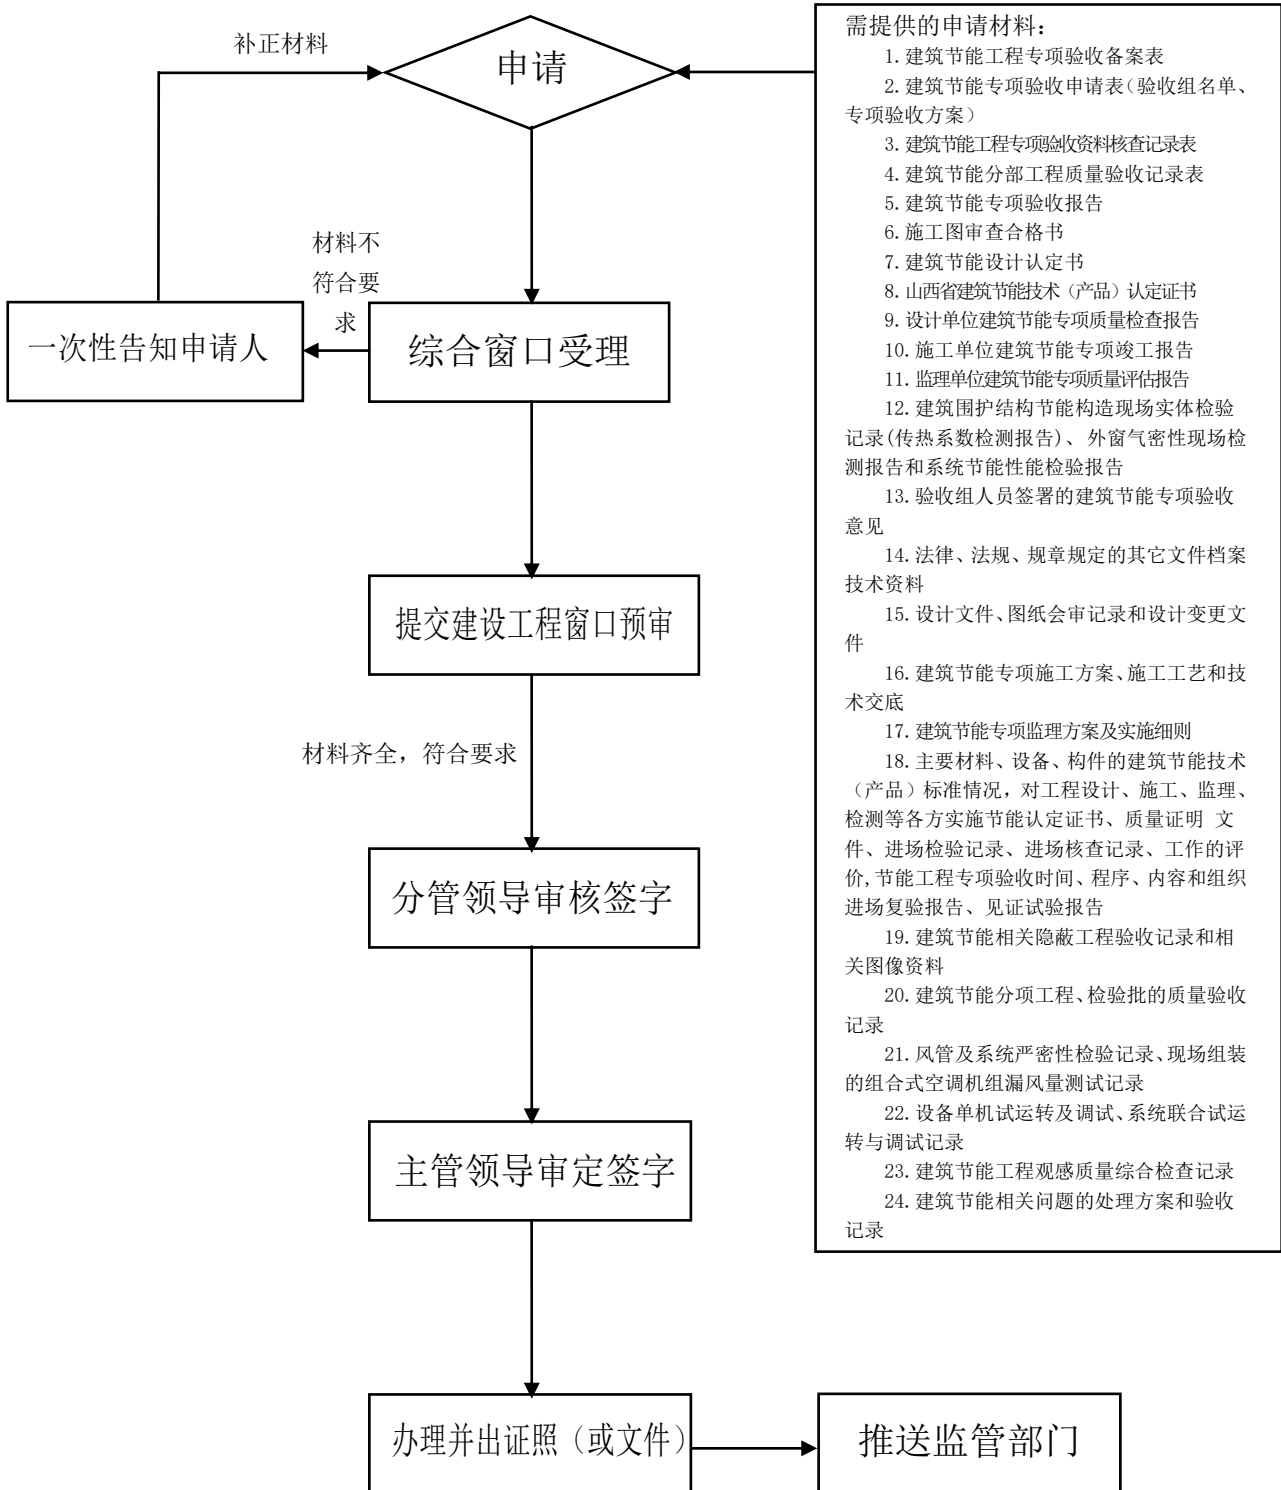 补正材料
申请
材料不
符合要
求
一次性告知申请人
综合窗口受理
提交建设工程窗口预审
材料齐全，符合要求
分管领导审核签字
主管领导审定签字
办理并出证照（或文件）
推送监管部门
需提供的申请材料：
1.建筑节能工程专项验收备案表
2.建筑节能专项验收申请表（验收组名单、
专项验收方案）
3.建筑节能工程专项验收资料核查记录表
4.建筑节能分部工程质量验收记录表
5.建筑节能专项验收报告
6.施工图审查合格书
7.建筑节能设计认定书
8.山西省建筑节能技术（产品）认定证书
9.设计单位建筑节能专项质量检查报告
10.施工单位建筑节能专项竣工报告
11.监理单位建筑节能专项质量评估报告
12.建筑围护结构节能构造现场实体检验
记录(传热系数检测报告)、外窗气密性现场检
测报告和系统节能性能检验报告
13.验收组人员签署的建筑节能专项验收
意见
14.法律、法规、规章规定的其它文件档案
技术资料
15.设计文件、图纸会审记录和设计变更文
件
16.建筑节能专项施工方案、施工工艺和技
术交底
17.建筑节能专项监理方案及实施细则
18.主要材料、设备、构件的建筑节能技术
（产品）标准情况，对工程设计、施工、监理、
检测等各方实施节能认定证书、质量证明 文
件、进场检验记录、进场核查记录、工作的评
价,节能工程专项验收时间、程序、内容和组织
进场复验报告、见证试验报告
19.建筑节能相关隐蔽工程验收记录和相
关图像资料
20.建筑节能分项工程、检验批的质量验收
记录
21.风管及系统严密性检验记录、现场组装
的组合式空调机组漏风量测试记录
22.设备单机试运转及调试、系统联合试运
转与调试记录
23.建筑节能工程观感质量综合检查记录
24.建筑节能相关问题的处理方案和验收
记录